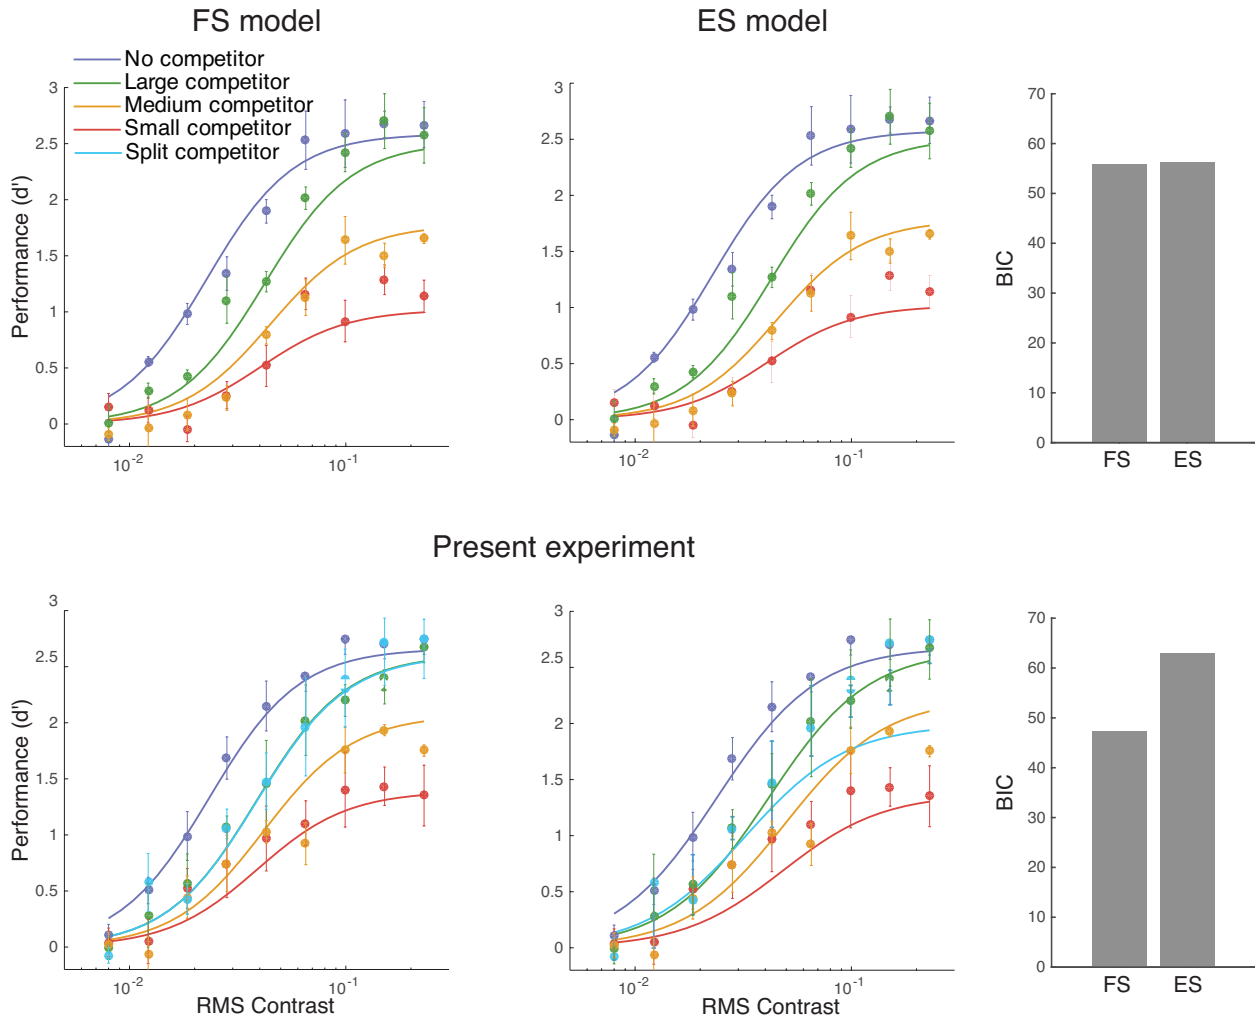 FS model
ES model
No competitor
Large competitor
Medium competitor
Small competitor
Split competitor
Performance (d')
3
2.5
2
1.5
1
0.5
0
10-2
10-1
3
2.5
2
1.5
1
0.5
0
10-2
10-1
BIC
70
60
50
40
30
20
10
0
FS
ES
Present experiment
Performance (d')
3
2.5
2
1.5
1
0.5
0
10-2
10-1
RMS Contrast
3
2.5
2
1.5
1
0.5
0
10-2
10-1
RMS Contrast
BIC
70
60
50
40
30
20
10
0
FS
ES